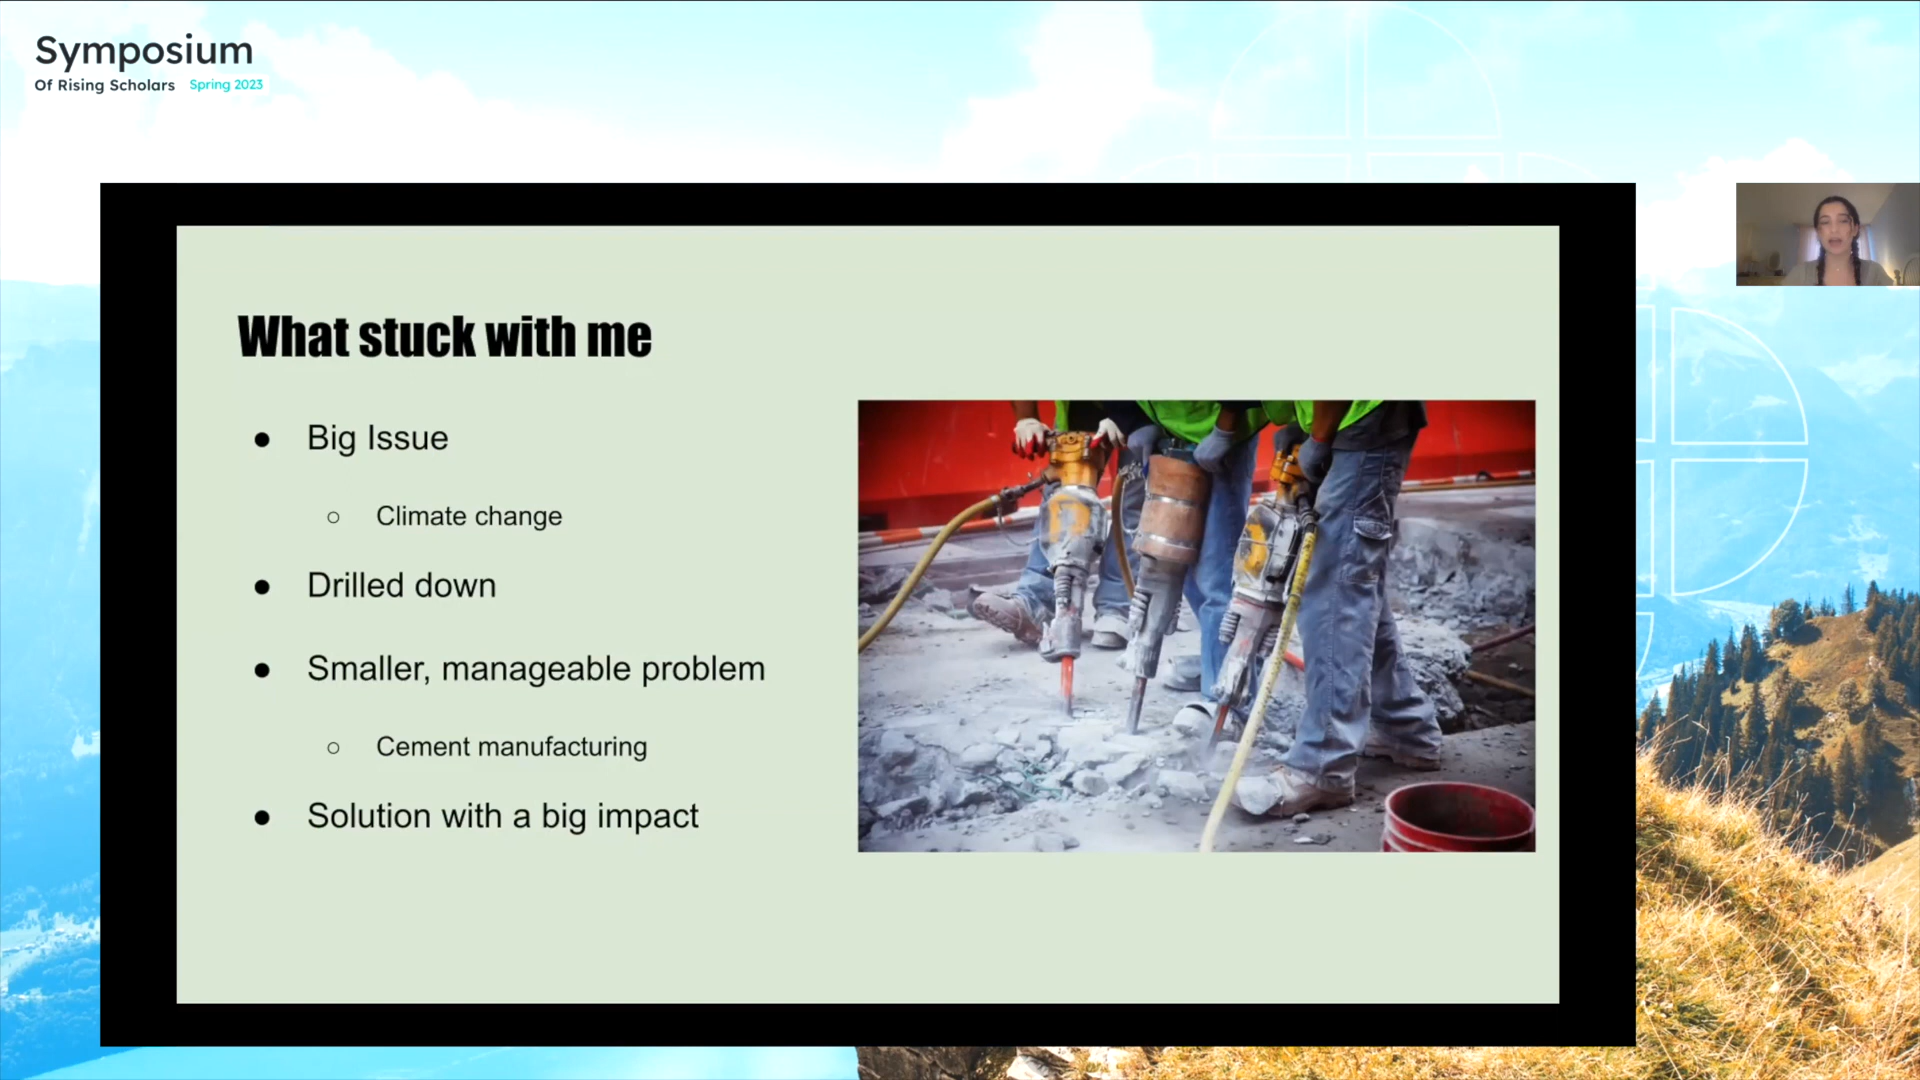 Symposium
Of Rising Scholars Spring 2023
What stuck with me
● Big Issue
○ Climate change
● Drilled down
● Smaller, manageable problem
○ Cement manufacturing
● Solution with a big impact